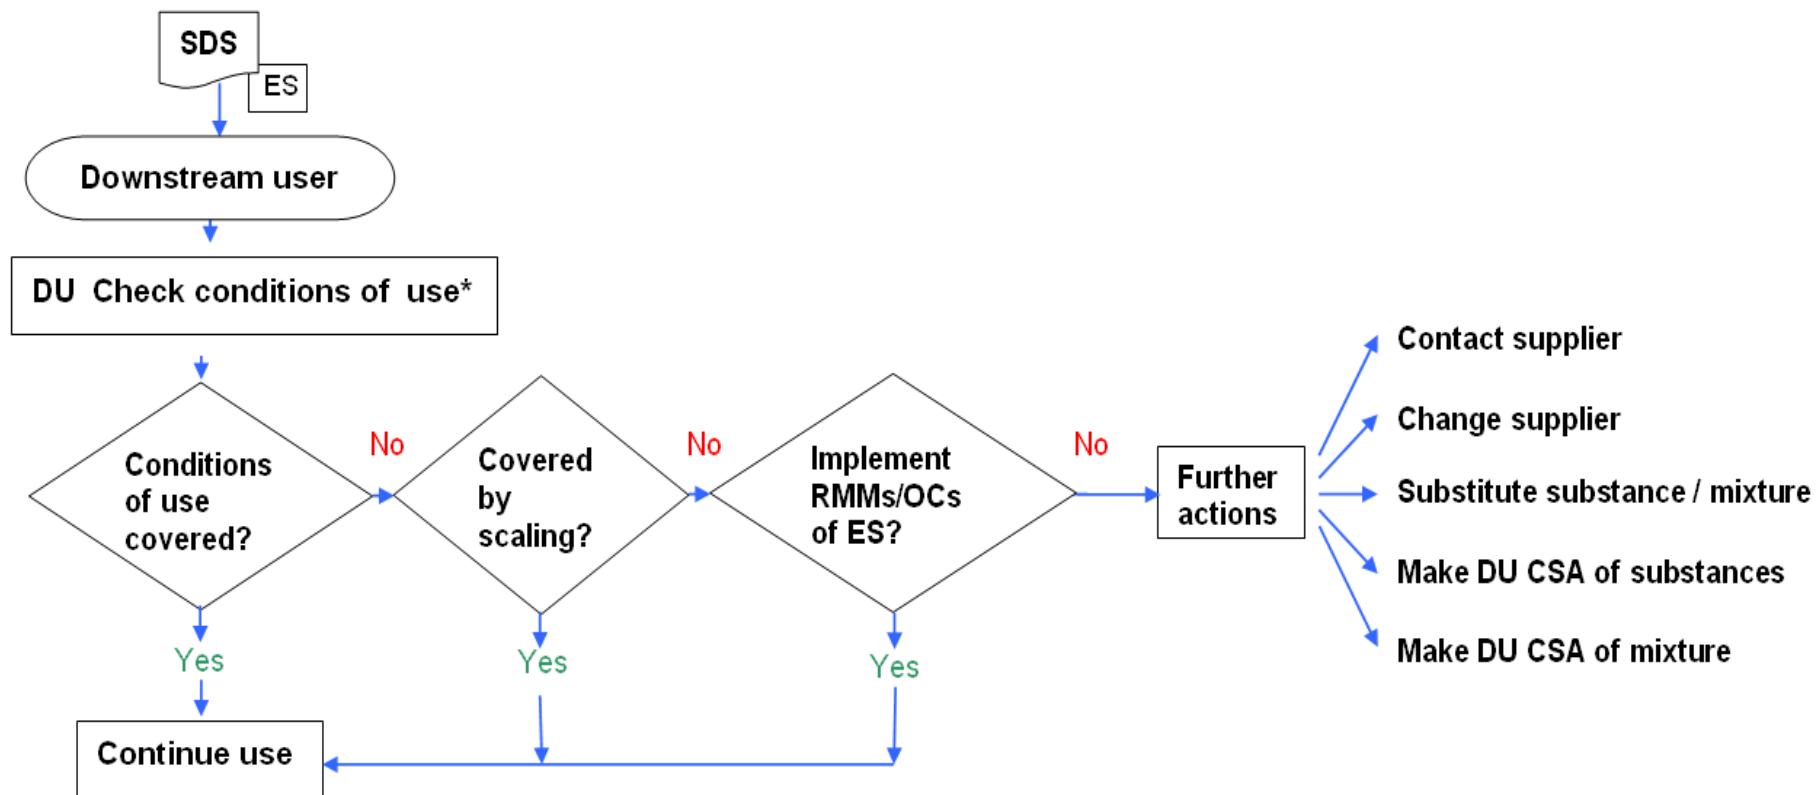 SDS
ES
Downstream user
DU Check conditions of use*
Conditions
of use
covered?
No
Covered
by
scaling?
No
Implement
RMMs/OCs
of ES?
No
Further
actions
Contact supplier
Change supplier
Substitute substance / mixture
Make DU CSA of substances
Make DU CSA of mixture
Yes
Yes
Yes
Continue use